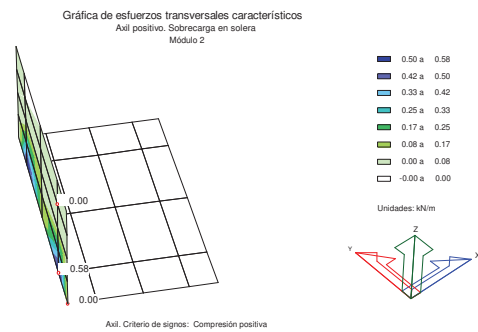 Gráfica de esfuerzos transversales característicos
Axil positivo. Sobrecarga en solera
Módulo 2
0.50 a 0.58
0.42 a 0.50
0.33 a 0.42
0.25 a 0.33
0.17 a 0.25
0.08 a 0.17
0.00 a 0.08
-0.00 a 0.00
Unidades: kN/m
0.00
0.58
0.00
Z
Y
X
Axil. Criterio de signos: Compresión positiva